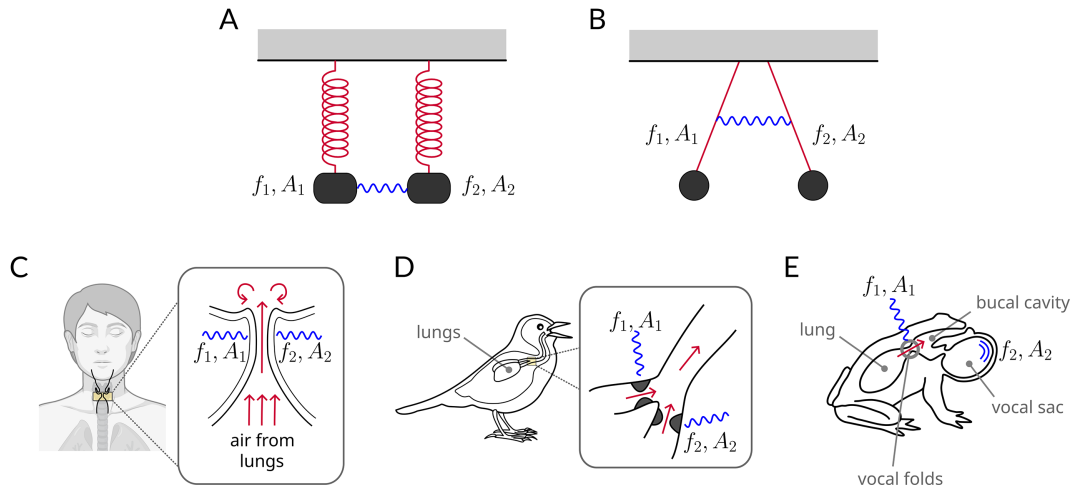 A
B
f₁, A₁
f₂, A₂
f₁, A₁
f₂, A₂
C
D
E
f₁, A₁
f₂, A₂
air from
lungs
lungs
f₁, A₁
f₂, A₂
f₁, A₁
bucal cavity
lung
f₂, A₂
vocal sac
vocal folds